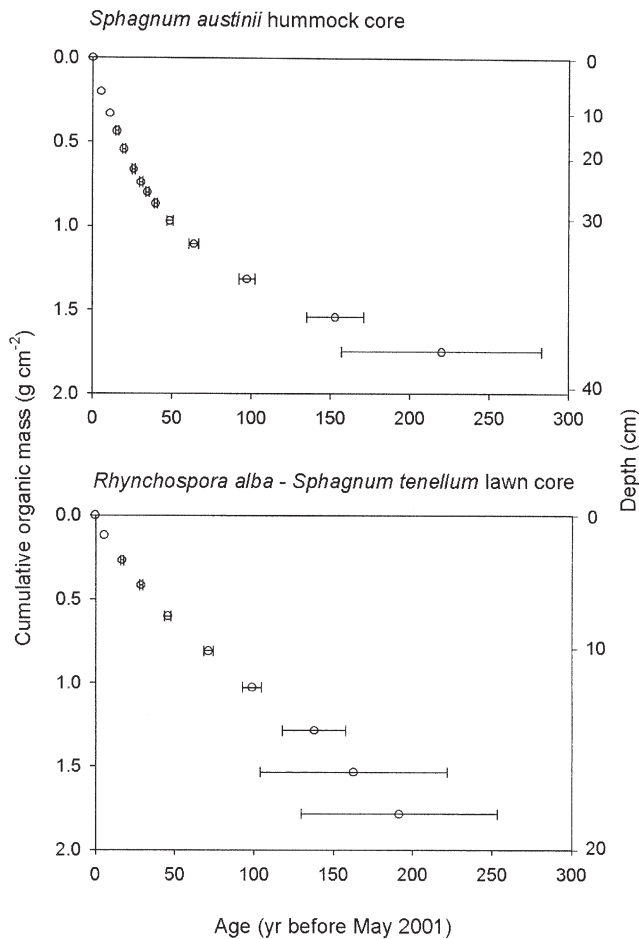 Sphagnum austinii hummock core
0.0
0.5
1.0
1.5
2.0
0
10
20
30
40
0 50 100 150 200 250 300
Rhynchospora alba - Sphagnum tenellum lawn core
0.0
0.5
1.0
1.5
2.0
0
10
20
0 50 100 150 200 250 300
Cumulative organic mass (g cm-2)
Depth (cm)
Age (yr before May 2001)